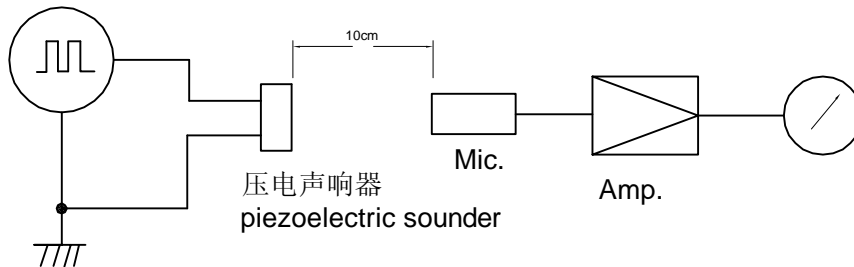 10cm
压电声响器
piezoelectric sounder
Mic.
Amp.